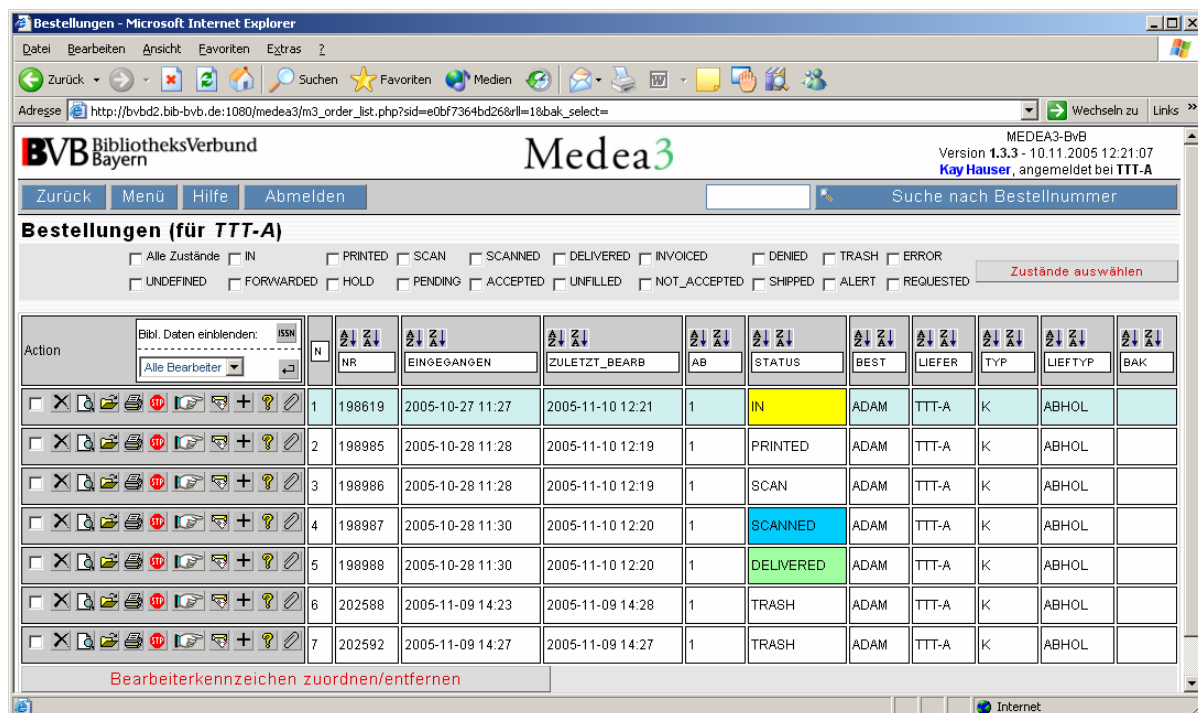 Bestellungen - Microsoft Internet Explorer
Datei Bearbeiten Ansicht Favoriten Extras ?
Zurück Suchen Favoriten Medien
Adresse http://bvbd2.bib-bvb.de:1080/medea3/m3_order_list.php?sid=e0bf7364bd26&rll=1&bak_select= Wechseln zu Links »
BVB BibliotheksVerbund Bayern Medea3 MEDEA3-BvB
Version 1.3.3 - 10.11.2005 12:21:07
Kay Hauser, angemeldet bei TTT-A
Zurück Menü Hilfe Abmelden Suche nach Bestellnummer
Bestellungen (für TTT-A)
Alle Zustände IN PRINTED SCAN SCANNED DELIVERED INVOICED DENIED TRASH ERROR
UNDEFINED FORWARDED HOLD PENDING ACCEPTED UNFILLED NOT_ACCEPTED SHIPPED ALERT REQUESTED
Zustände auswählen
Action Bibl. Daten einblenden: ISSN
Alle Bearbeiter
N NR EINGEGANGEN ZULETZT_BEARB AB STATUS BEST LIEFER TYP LIEFTYP BAK
STP 1 198619 2005-10-27 11:27 2005-11-10 12:21 1 IN ADAM TTT-A K ABHOL
STP 2 198985 2005-10-28 11:28 2005-11-10 12:19 1 PRINTED ADAM TTT-A K ABHOL
STP 3 198986 2005-10-28 11:28 2005-11-10 12:19 1 SCAN ADAM TTT-A K ABHOL
STP 4 198987 2005-10-28 11:30 2005-11-10 12:20 1 SCANNED ADAM TTT-A K ABHOL
STP 5 198988 2005-10-28 11:30 2005-11-10 12:20 1 DELIVERED ADAM TTT-A K ABHOL
STP 6 202588 2005-11-09 14:23 2005-11-09 14:28 1 TRASH ADAM TTT-A K ABHOL
STP 7 202592 2005-11-09 14:27 2005-11-09 14:27 1 TRASH ADAM TTT-A K ABHOL
Bearbeiterkennzeichen zuordnen/entfernen
Internet